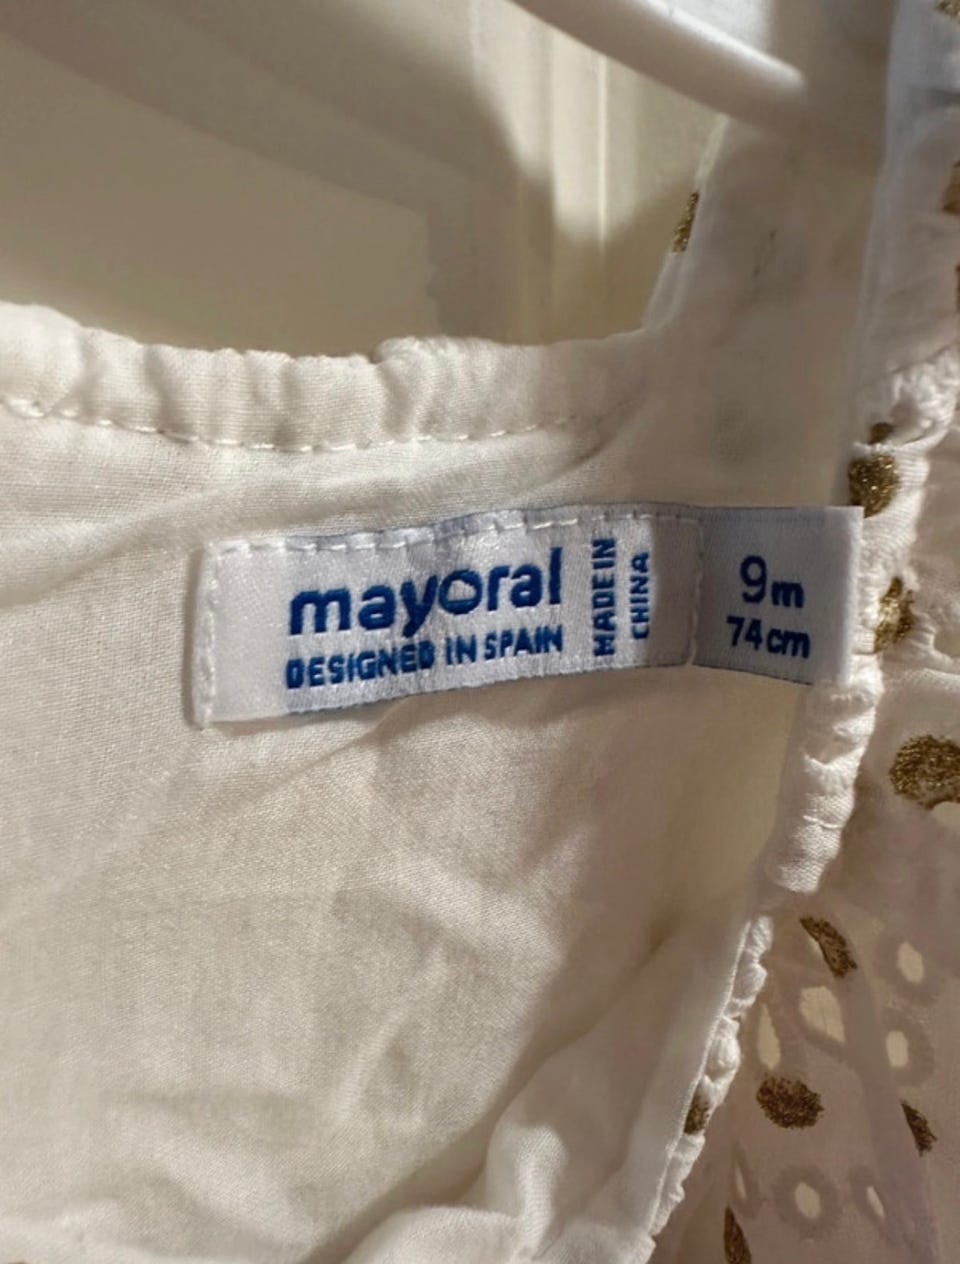 mayoral
DESIGNED IN SPAIN
MADE IN
CHINA
9m
74cm